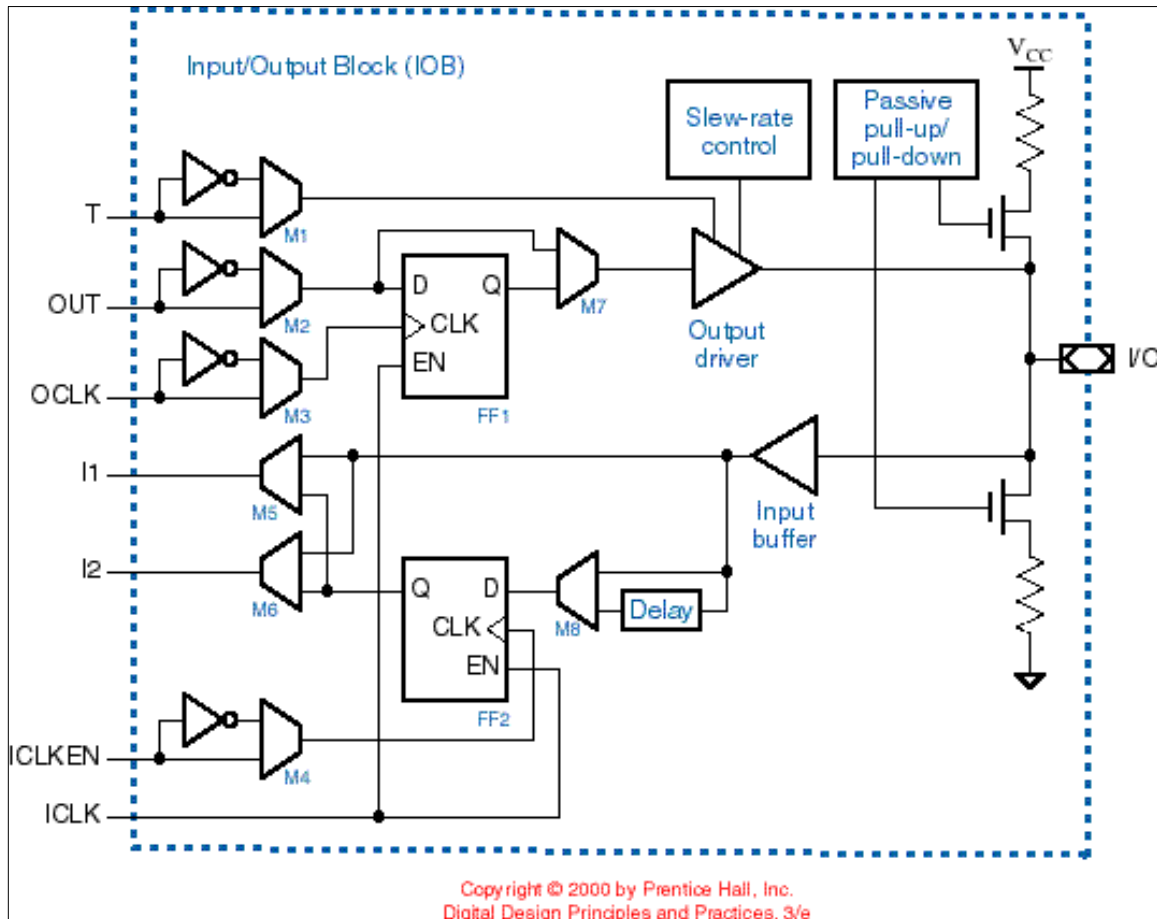 Input/Output Block (IOB)
VCC
Slew-rate
control
Passive
pull-up/
pull-down
T
M1
OUT
M2
D
Q
M7
CLK
EN
FF1
Output
driver
I/O
OCLK
M3
I1
M5
Input
buffer
I2
M6
Q
D
M8
Delay
CLK
EN
FF2
ICLKEN
M4
ICLK
Copyright © 2000 by Prentice Hall, Inc.
Digital Design Principles and Practices, 3/e